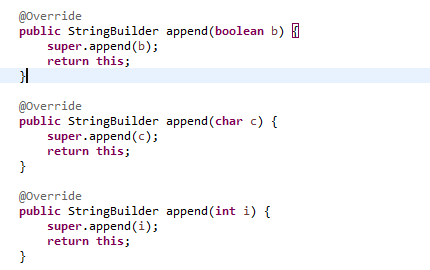 @Override
public StringBuilder append(boolean b) {
    super.append(b);
    return this;
}
@Override
public StringBuilder append(char c) {
    super.append(c);
    return this;
}
@Override
public StringBuilder append(int i) {
    super.append(i);
    return this;
}